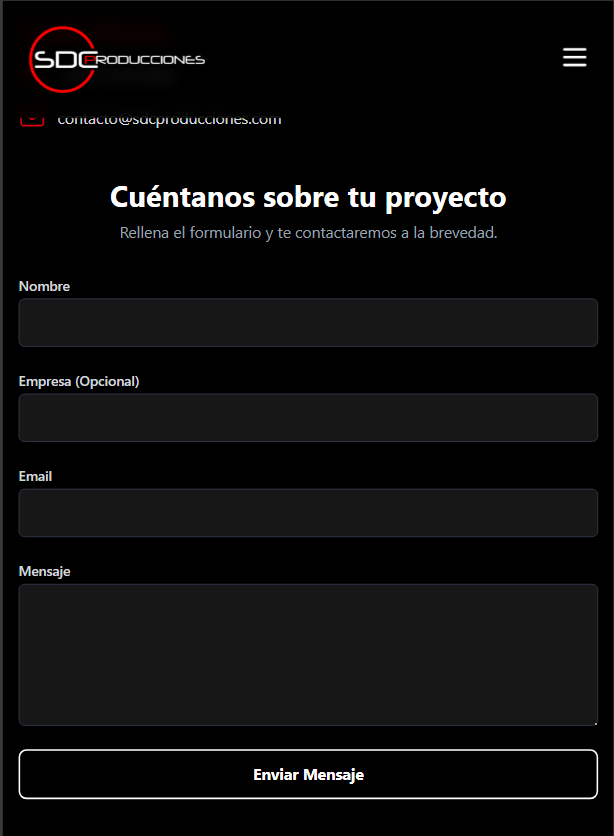 SDC PRODUCCIONES
contacto@sdcproducciones.com
Cuéntanos sobre tu proyecto
Rellena el formulario y te contactaremos a la brevedad.
Nombre
Empresa (Opcional)
Email
Mensaje
Enviar Mensaje